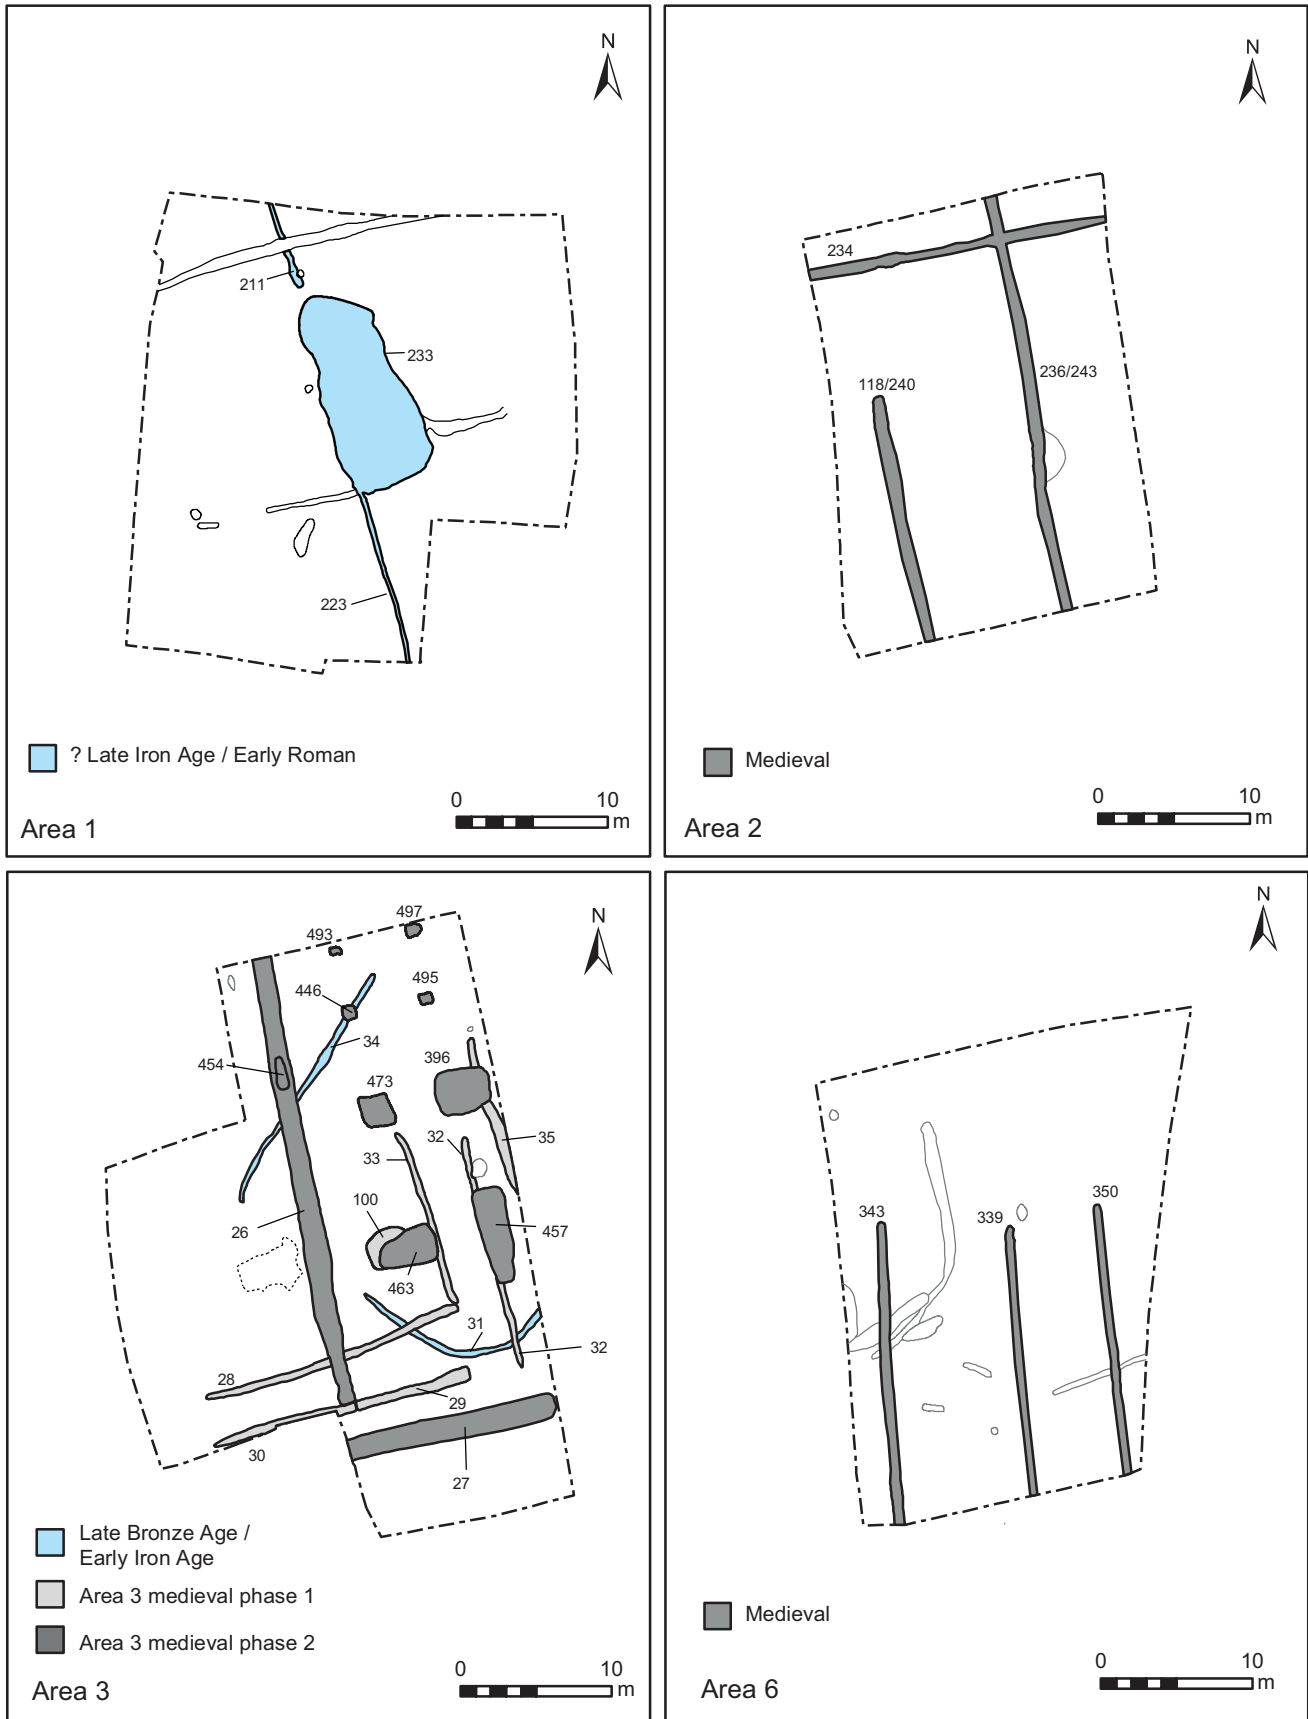 N
211
233
223
? Late Iron Age / Early Roman
0 10
m
Area 1
N
234
118/240
236/243
Medieval
0 10
m
Area 2
N
497
493
495
446
34
454
396
473
32
35
33
100
26
457
463
31
32
28
29
30
27
Late Bronze Age /
Early Iron Age
Area 3 medieval phase 1
Area 3 medieval phase 2
0 10
m
Area 3
N
350
343
339
Medieval
0 10
m
Area 6